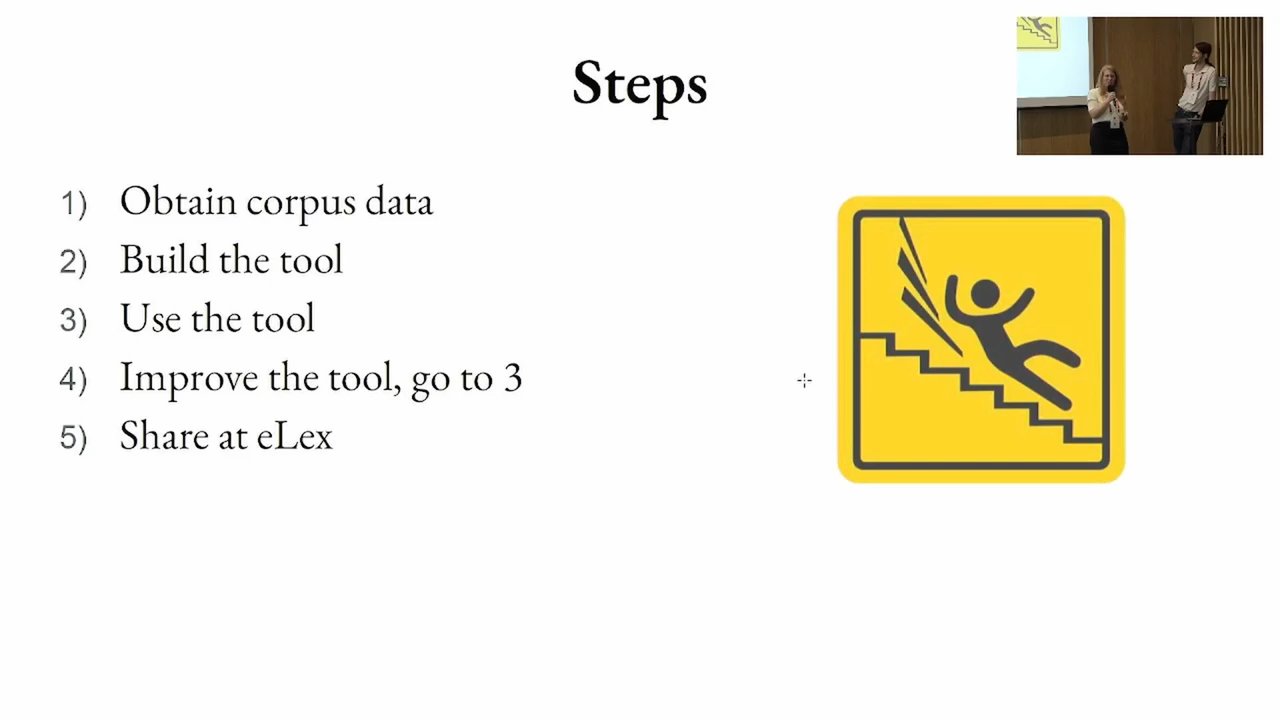 Steps
1) Obtain corpus data
2) Build the tool
3) Use the tool
4) Improve the tool, go to 3
5) Share at eLex